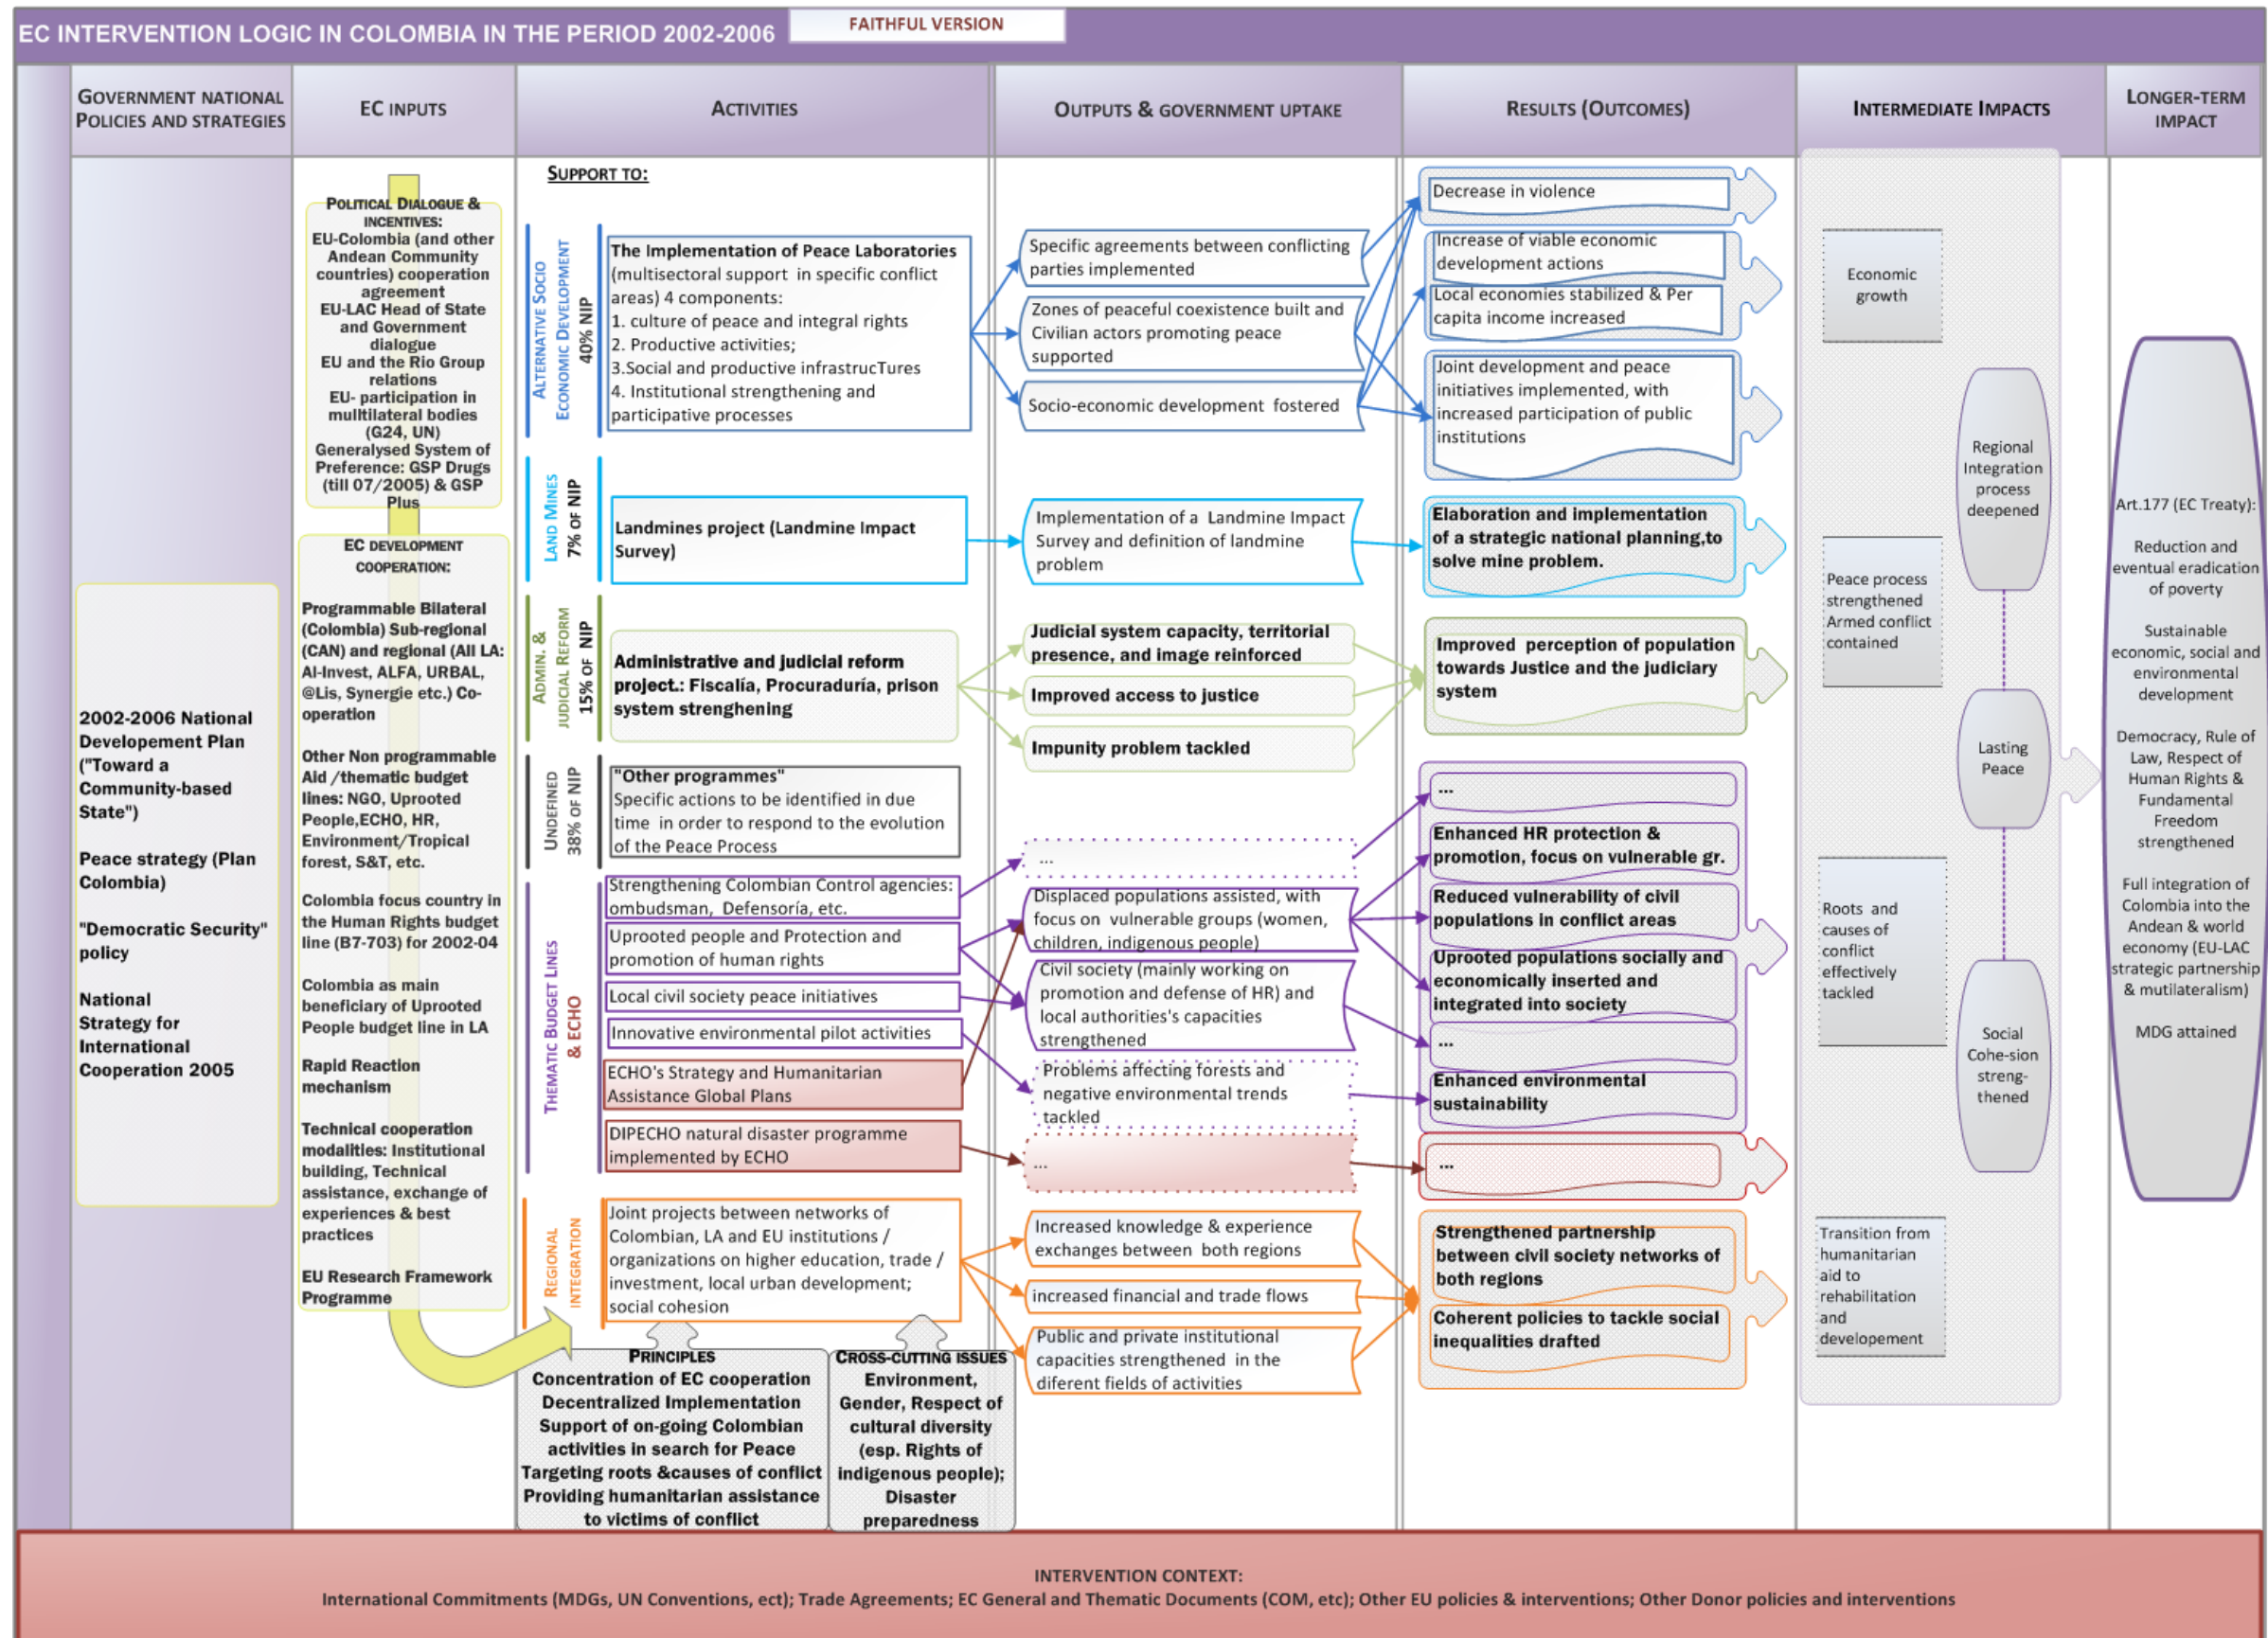 EC INTERVENTION LOGIC IN COLOMBIA IN THE PERIOD 2002-2006
FAITHFUL VERSION
GOVERNMENT NATIONAL
POLICIES AND STRATEGIES
EC INPUTS
ACTIVITIES
OUTPUTS & GOVERNMENT UPTAKE
RESULTS (OUTCOMES)
INTERMEDIATE IMPACTS
LONGER-TERM
IMPACT
2002-2006 National
Developement Plan
("Toward a
Community-based
State")
Peace strategy (Plan
Colombia)
"Democratic Security"
policy
National
Strategy for
International
Cooperation 2005
POLITICAL DIALOGUE &
INCENTIVES:
EU-Colombia (and other
Andean Community
countries) cooperation
agreement
EU-LAC Head of State
and Government
dialogue
EU and the Rio Group
relations
EU- participation in
mulltilateral bodies
(G24, UN)
Generalysed System of
Preference: GSP Drugs
(till 07/2005) & GSP
Plus
EC DEVELOPMENT
COOPERATION:
Programmable Bilateral
(Colombia) Sub-regional
(CAN) and regional (All LA:
Al-Invest, ALFA, URBAL,
@Lis, Synergie etc.) Co-
operation
Other Non programmable
Aid /thematic budget
lines: NGO, Uprooted
People,ECHO, HR,
Environment/Tropical
forest, S&T, etc.
Colombia focus country in
the Human Rights budget
line (B7-703) for 2002-04
Colombia as main
beneficiary of Uprooted
People budget line in LA
Rapid Reaction
mechanism
Technical cooperation
modalities: Institutional
building, Technical
assistance, exchange of
experiences & best
practices
EU Research Framework
Programme
SUPPORT TO:
ALTERNATIVE SOCIO
ECONOMIC DEVELOPMENT
40% NIP
The Implementation of Peace Laboratories
(multisectoral support in specific conflict
areas) 4 components:
1. culture of peace and integral rights
2. Productive activities;
3.Social and productive infrastrucTures
4. Institutional strengthening and
participative processes
LAND MINES
7% OF NIP
Landmines project (Landmine Impact
Survey)
ADMIN. &
JUDICIAL REFORM
15% OF NIP
Administrative and judicial reform
project.: Fiscalía, Procuraduría, prison
system strenghening
UNDEFINED
38% OF NIP
"Other programmes"
Specific actions to be identified in due
time in order to respond to the evolution
of the Peace Process
THEMATIC BUDGET LINES
& ECHO
Strengthening Colombian Control agencies:
ombudsman, Defensoría, etc.
Uprooted people and Protection and
promotion of human rights
Local civil society peace initiatives
Innovative environmental pilot activities
ECHO's Strategy and Humanitarian
Assistance Global Plans
DIPECHO natural disaster programme
implemented by ECHO
REGIONAL
INTEGRATION
Joint projects between networks of
Colombian, LA and EU institutions /
organizations on higher education, trade /
investment, local urban development;
social cohesion
PRINCIPLES
Concentration of EC cooperation
Decentralized Implementation
Support of on-going Colombian
activities in search for Peace
Targeting roots &causes of conflict
Providing humanitarian assistance
to victims of conflict
CROSS-CUTTING ISSUES
Environment,
Gender, Respect of
cultural diversity
(esp. Rights of
indigenous people);
Disaster
preparedness
Specific agreements between conflicting
parties implemented
Zones of peaceful coexistence built and
Civilian actors promoting peace
supported
Socio-economic development fostered
Implementation of a Landmine Impact
Survey and definition of landmine
problem
Judicial system capacity, territorial
presence, and image reinforced
Improved access to justice
Impunity problem tackled
...
Displaced populations assisted, with
focus on vulnerable groups (women,
children, indigenous people)
Civil society (mainly working on
promotion and defense of HR) and
local authorities's capacities
strengthened
Problems affecting forests and
negative environmental trends
tackled
...
Increased knowledge & experience
exchanges between both regions
increased financial and trade flows
Public and private institutional
capacities strengthened in the
diferent fields of activities
Decrease in violence
Increase of viable economic
development actions
Local economies stabilized & Per
capita income increased
Joint development and peace
initiatives implemented, with
increased participation of public
institutions
Elaboration and implementation
of a strategic national planning,to
solve mine problem.
Improved perception of population
towards Justice and the judiciary
system
...
Enhanced HR protection &
promotion, focus on vulnerable gr.
Reduced vulnerability of civil
populations in conflict areas
Uprooted populations socially and
economically inserted and
integrated into society
...
Enhanced environmental
sustainability
...
Strengthened partnership
between civil society networks of
both regions
Coherent policies to tackle social
inequalities drafted
Economic
growth
Peace process
strengthened
Armed conflict
contained
Roots and
causes of
conflict
effectively
tackled
Transition from
humanitarian
aid to
rehabilitation
and
developement
Regional
Integration
process
deepened
Lasting
Peace
Social
Cohe-sion
streng-
thened
Art.177 (EC Treaty):
Reduction and
eventual eradication
of poverty
Sustainable
economic, social and
environmental
development
Democracy, Rule of
Law, Respect of
Human Rights &
Fundamental
Freedom
strengthened
Full integration of
Colombia into the
Andean & world
economy (EU-LAC
strategic partnership
& mutilateralism)
MDG attained
INTERVENTION CONTEXT:
International Commitments (MDGs, UN Conventions, ect); Trade Agreements; EC General and Thematic Documents (COM, etc); Other EU policies & interventions; Other Donor policies and interventions